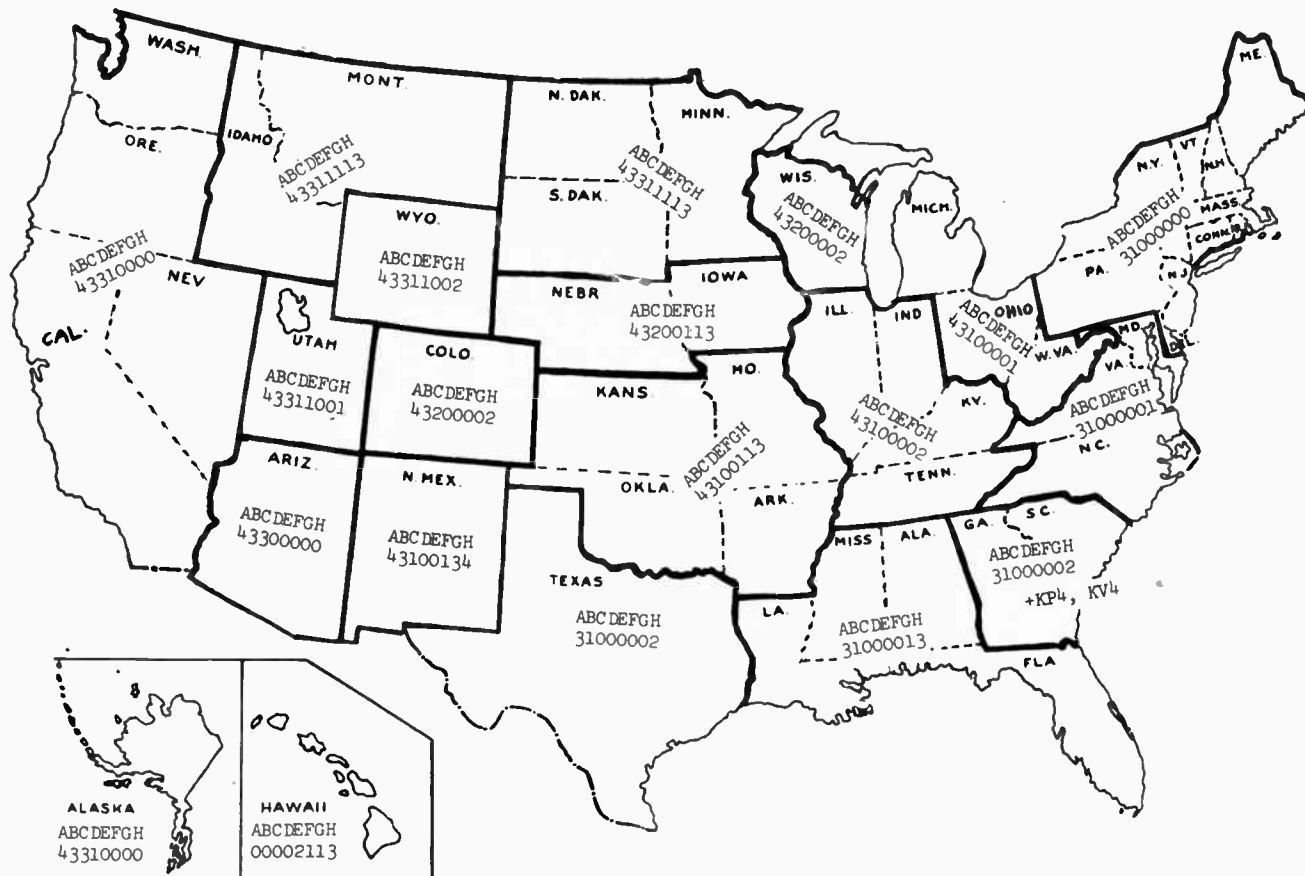 WASH.
MONT.
N. DAK.
MINN.
ME.
ORE.
IDAHO
ABCDEFGH
43311113
S. DAK.
ABCDEFGH
43311113
WIS.
ABCDEFGH
43200002
MICH.
N.Y.
VT
N.H.
MASS.
CONN.
ABCDEFGH
31000000
WYO.
ABCDEFGH
43311002
ABCDEFGH
43310000
NEV
CAL.
NEBR
IOWA
ABCDEFGH
43200113
PA.
N.J.
ILL.
IND
OHIO
ABCDEFGH
43100001
W.VA.
MD.
DEL.
VA.
ABCDEFGH
31000001
UTAH
ABCDEFGH
43311001
COLO.
ABCDEFGH
43200002
KANS.
MO.
ABCDEFGH
43100113
KY.
ABCDEFGH
43100002
N.C.
TENN.
ARIZ.
ABCDEFGH
43300000
N.MEX.
ABCDEFGH
43100134
OKLA.
ARK.
MISS
ALA.
GA.
S.C.
ABCDEFGH
31000002
+KP4, KV4
TEXAS
ABCDEFGH
31000002
LA.
ABCDEFGH
31000013
FLA
ALASKA
ABCDEFGH
43310000
HAWAII
ABCDEFGH
00002113